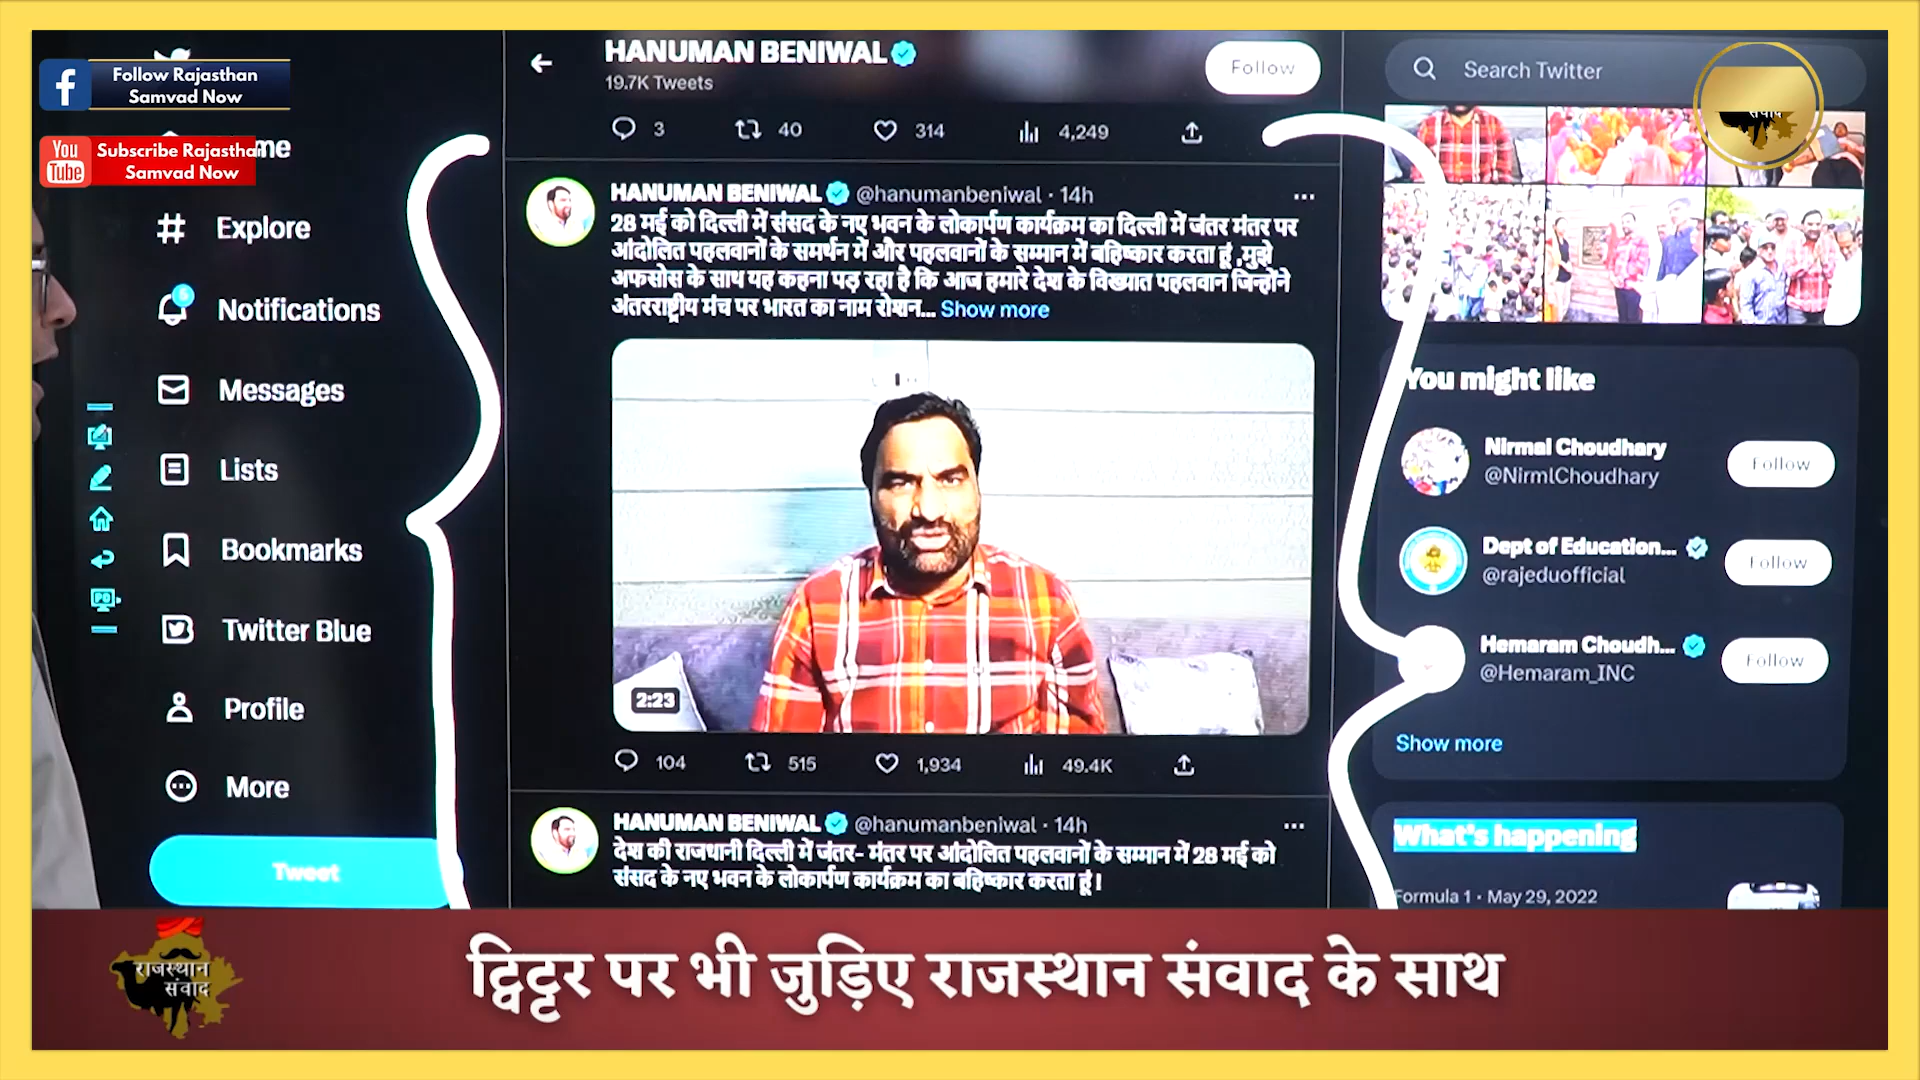 Follow Rajasthan
Samvad Now
You
Tube
Subscribe Rajasthan
Samvad Now
Explore
Notifications
Messages
Lists
Bookmarks
Twitter Blue
Profile
More
Tweet
HANUMAN BENIWAL
19.7K Tweets
Follow
3 40 314 4,249
HANUMAN BENIWAL @hanumanbeniwal · 14h
28 मई को दिल्ली में संसद के नए भवन के लोकार्पण कार्यक्रम का दिल्ली में जंतर मंतर पर
आंदोलित पहलवानों के समर्थन में और पहलवानों के सम्मान में बहिष्कार करता हूं ,मुझे
अफसोस के साथ यह कहना पड़ रहा है कि आज हमारे देश के विख्यात पहलवान जिन्होंने
अंतरराष्ट्रीय मंच पर भारत का नाम रोशन... Show more
2:23
104 515 1,934 49.4K
HANUMAN BENIWAL @hanumanbeniwal · 14h
देश की राजधानी दिल्ली में जंतर- मंतर पर आंदोलित पहलवानों के सम्मान में 28 मई को
संसद के नए भवन के लोकार्पण कार्यक्रम का बहिष्कार करता हूं !
Search Twitter
संवाद
You might like
Nirmal Choudhary
@NirmlChoudhary
Follow
Dept of Education...
@rajeduofficial
Follow
Hemaram Choudh...
@Hemaram_INC
Follow
Show more
What's happening
Formula 1 · May 29, 2022
राजस्थान
संवाद
ट्विट्टर पर भी जुड़िए राजस्थान संवाद के साथ